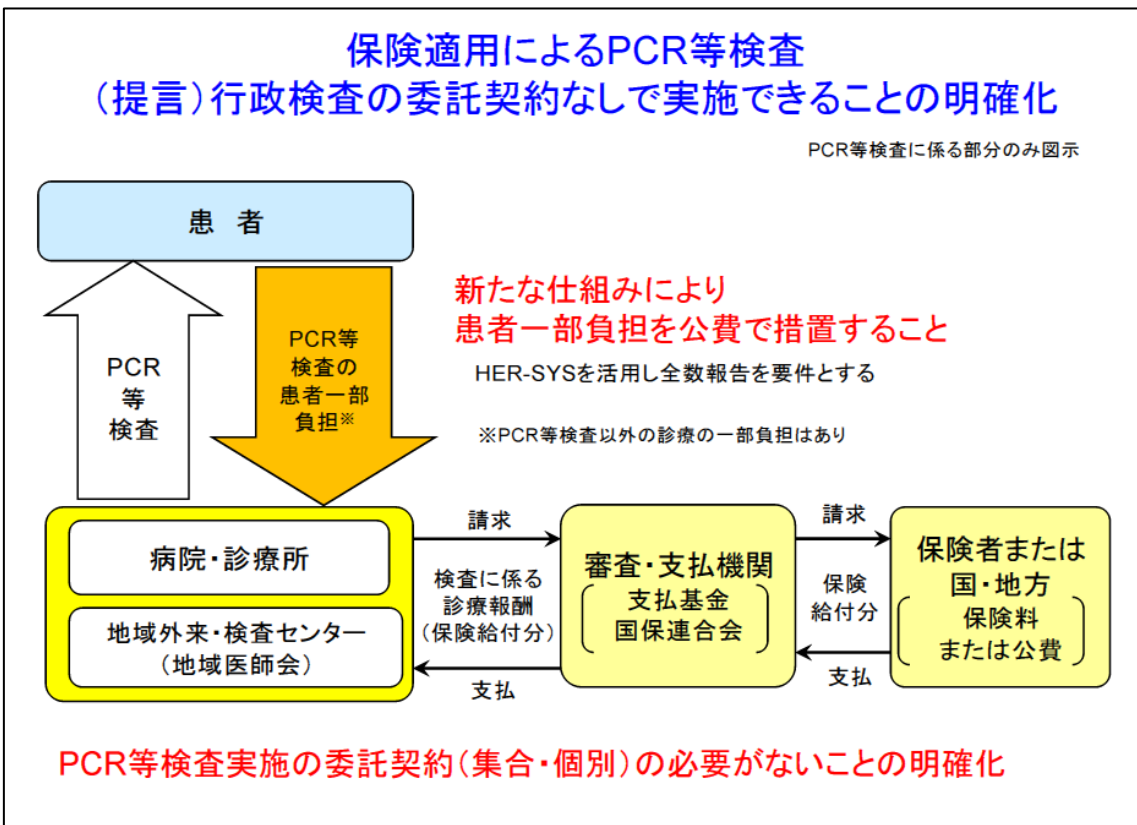 保険適用によるPCR等検査
（提言）行政検査の委託契約なしで実施できることの明確化
PCR等検査に係る部分のみ図示
患 者
新たな仕組みにより
患者一部負担を公費で措置すること
HER-SYSを活用し全数報告を要件とする
※PCR等検査以外の診療の一部負担はあり
PCR
等
検査
PCR等
検査の
患者一部
負担※
病院・診療所
地域外来・検査センター
（地域医師会）
請求
検査に係る
診療報酬
（保険給付分）
支払
審査・支払機関
支払基金
国保連合会
請求
保険
給付分
支払
保険者または
国・地方
保険料
または公費
PCR等検査実施の委託契約（集合・個別）の必要がないことの明確化